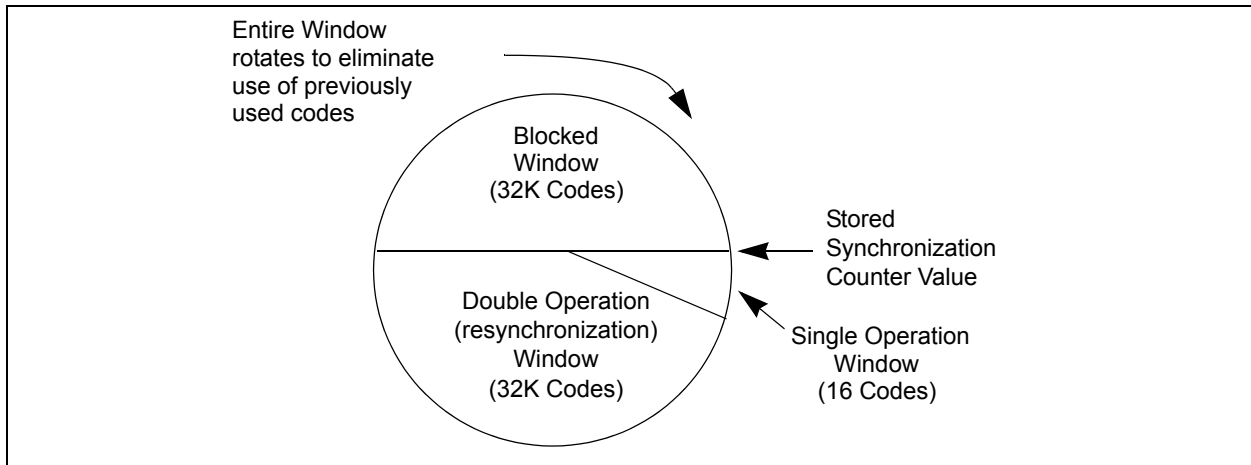 Entire Window
rotates to eliminate
use of previously
used codes
Blocked
Window
(32K Codes)
Stored
Synchronization
Counter Value
Double Operation
(resynchronization)
Window
(32K Codes)
Single Operation
Window
(16 Codes)